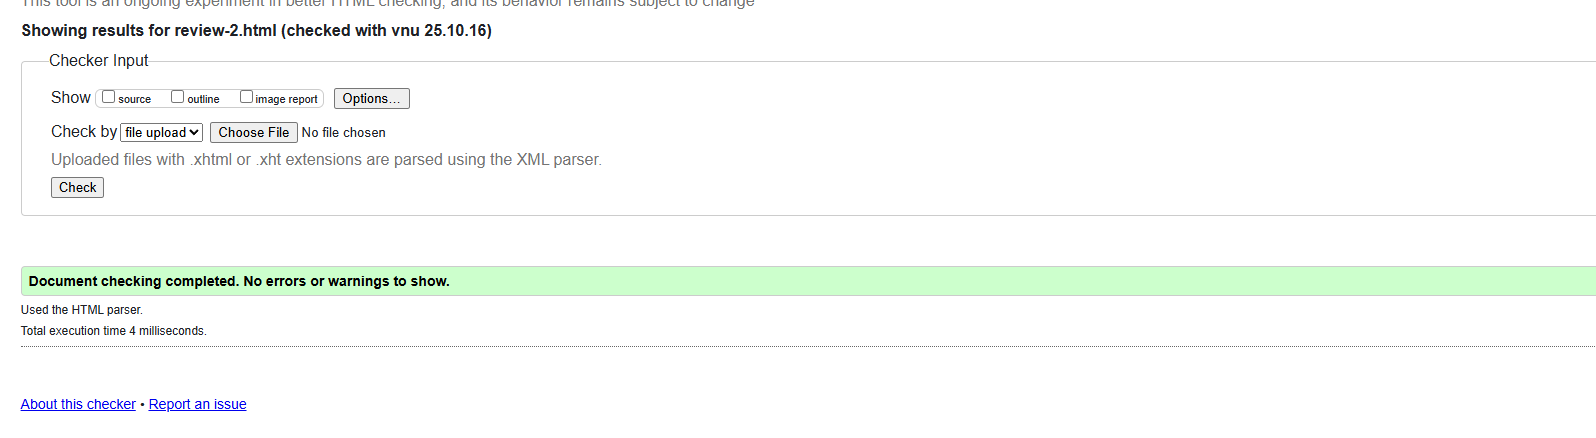 This tool is an ongoing experiment in better HTML checking, and its behavior remains subject to change
Showing results for review-2.html (checked with vnu 25.10.16)
Checker Input
Show source outline image report Options...
Check by file upload Choose File No file chosen
Uploaded files with .xhtml or .xht extensions are parsed using the XML parser.
Check
Document checking completed. No errors or warnings to show.
Used the HTML parser.
Total execution time 4 milliseconds.
About this checker • Report an issue